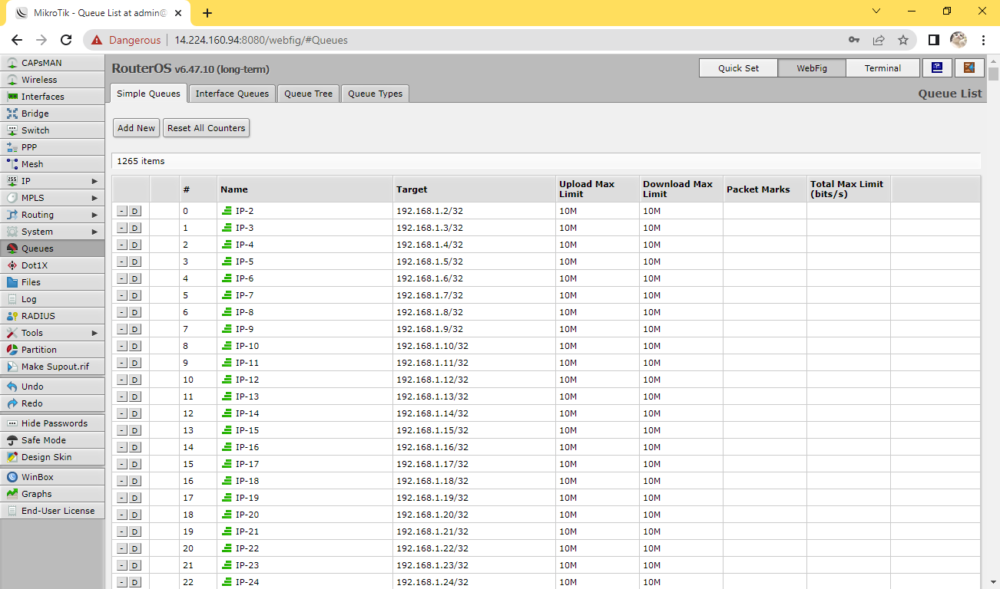 MikroTik - Queue List at admin@
Dangerous 14.224.160.94:8080/webfig/#Queues
CAPsMAN
Wireless
Interfaces
Bridge
Switch
PPP
Mesh
IP
MPLS
Routing
System
Queues
Dot1X
Files
Log
RADIUS
Tools
Partition
Make Supout.rif
Undo
Redo
Hide Passwords
Safe Mode
Design Skin
WinBox
Graphs
End-User License
RouterOS v6.47.10 (long-term)
Quick Set WebFig Terminal
Simple Queues Interface Queues Queue Tree Queue Types Queue List
Add New Reset All Counters
1265 items
# Name Target Upload Max Limit Download Max Limit Packet Marks Total Max Limit (bits/s)
- D 0 IP-2 192.168.1.2/32 10M 10M
- D 1 IP-3 192.168.1.3/32 10M 10M
- D 2 IP-4 192.168.1.4/32 10M 10M
- D 3 IP-5 192.168.1.5/32 10M 10M
- D 4 IP-6 192.168.1.6/32 10M 10M
- D 5 IP-7 192.168.1.7/32 10M 10M
- D 6 IP-8 192.168.1.8/32 10M 10M
- D 7 IP-9 192.168.1.9/32 10M 10M
- D 8 IP-10 192.168.1.10/32 10M 10M
- D 9 IP-11 192.168.1.11/32 10M 10M
- D 10 IP-12 192.168.1.12/32 10M 10M
- D 11 IP-13 192.168.1.13/32 10M 10M
- D 12 IP-14 192.168.1.14/32 10M 10M
- D 13 IP-15 192.168.1.15/32 10M 10M
- D 14 IP-16 192.168.1.16/32 10M 10M
- D 15 IP-17 192.168.1.17/32 10M 10M
- D 16 IP-18 192.168.1.18/32 10M 10M
- D 17 IP-19 192.168.1.19/32 10M 10M
- D 18 IP-20 192.168.1.20/32 10M 10M
- D 19 IP-21 192.168.1.21/32 10M 10M
- D 20 IP-22 192.168.1.22/32 10M 10M
- D 21 IP-23 192.168.1.23/32 10M 10M
- D 22 IP-24 192.168.1.24/32 10M 10M